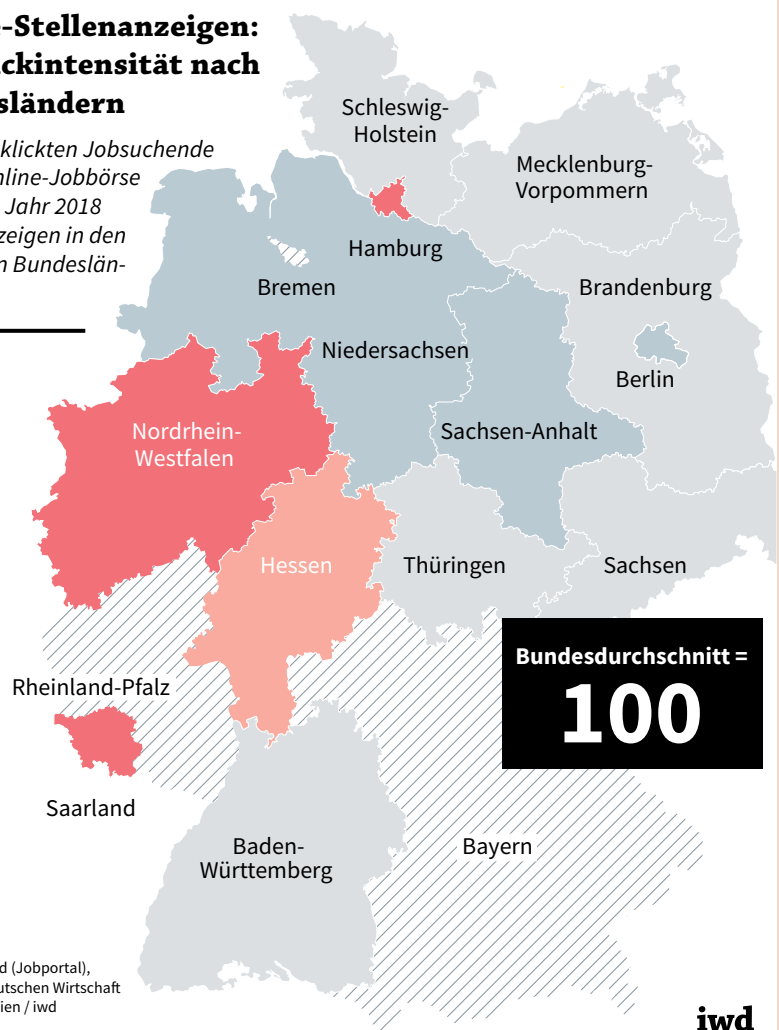 -Stellenanzeigen:
ckintensität nach
sländern
klickten Jobsuchende
nline-Jobbörse
Jahr 2018
zeigen in den
n Bundeslän-
Schleswig-
Holstein
Mecklenburg-
Vorpommern
Hamburg
Bremen
Brandenburg
Niedersachsen
Berlin
Nordrhein-
Westfalen
Sachsen-Anhalt
Hessen
Thüringen
Sachsen
Bundesdurchschnitt =
100
Rheinland-Pfalz
Saarland
Baden-
Württemberg
Bayern
d (Jobportal),
utschen Wirtschaft
ien / iwd
iwd